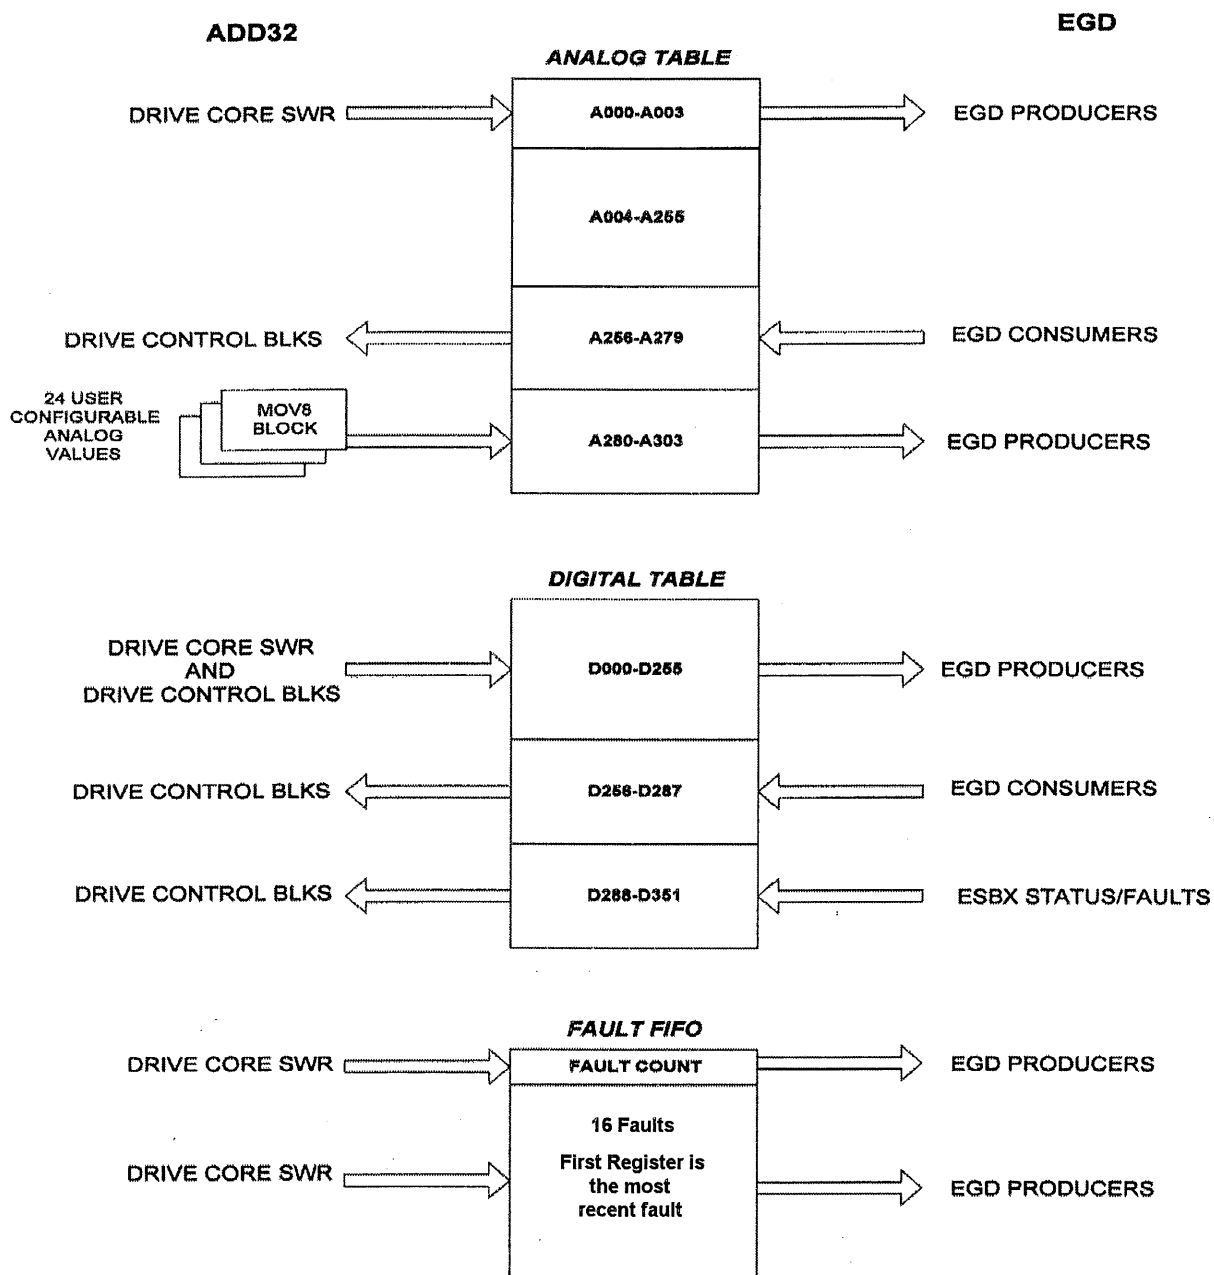 ADD32
EGD
ANALOG TABLE
DRIVE CORE SWR
A000-A003
EGD PRODUCERS
A004-A255
DRIVE CONTROL BLKS
A256-A279
EGD CONSUMERS
24 USER
CONFIGURABLE
ANALOG
VALUES
MOV8
BLOCK
A280-A303
EGD PRODUCERS
DIGITAL TABLE
DRIVE CORE SWR
AND
DRIVE CONTROL BLKS
D000-D255
EGD PRODUCERS
DRIVE CONTROL BLKS
D256-D287
EGD CONSUMERS
DRIVE CONTROL BLKS
D288-D351
ESBX STATUS/FAULTS
FAULT FIFO
DRIVE CORE SWR
FAULT COUNT
EGD PRODUCERS
16 Faults
First Register is
the most
recent fault
DRIVE CORE SWR
EGD PRODUCERS